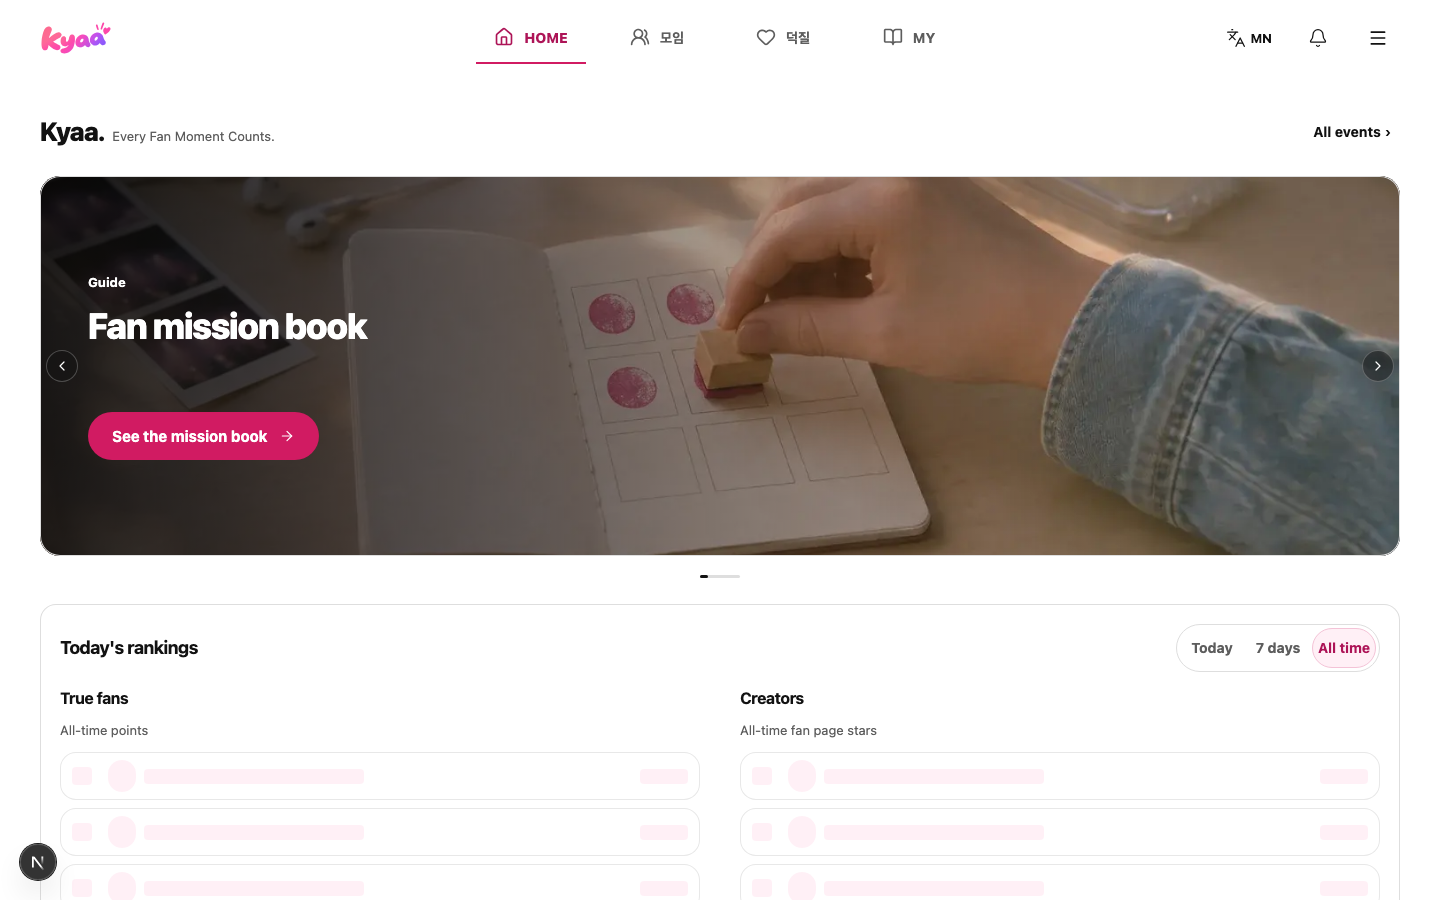 kyaa
HOME
모임
덕질
MY
MN
Kyaa.
Every Fan Moment Counts.
All events ›
Guide
Fan mission book
See the mission book
Today's rankings
Today
7 days
All time
True fans
All-time points
Creators
All-time fan page stars
N